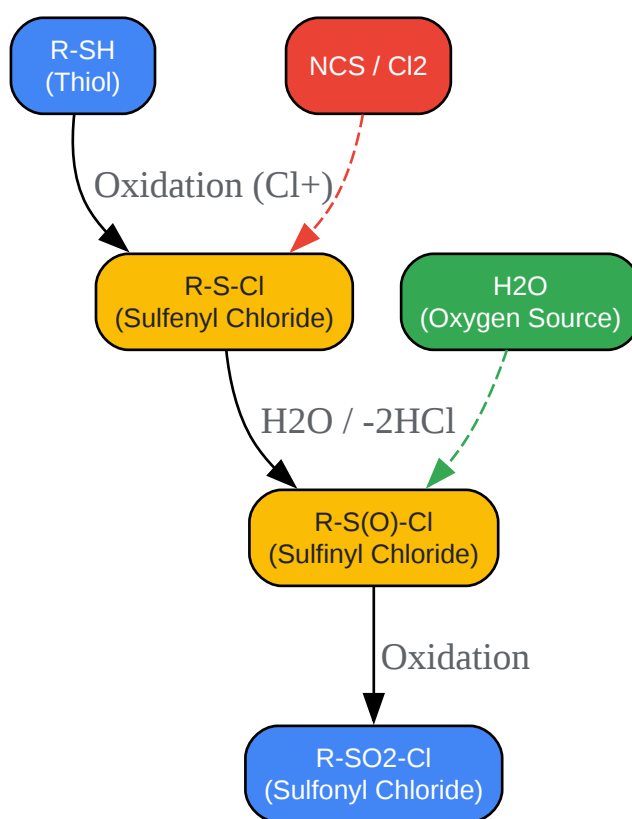 R-SH
(Thiol)
NCS / Cl2
Oxidation (Cl+)
R-S-Cl
(Sulfenyl Chloride)
H2O
(Oxygen Source)
H2O / -2HCl
R-S(O)-Cl
(Sulfinyl Chloride)
Oxidation
R-SO2-Cl
(Sulfonyl Chloride)